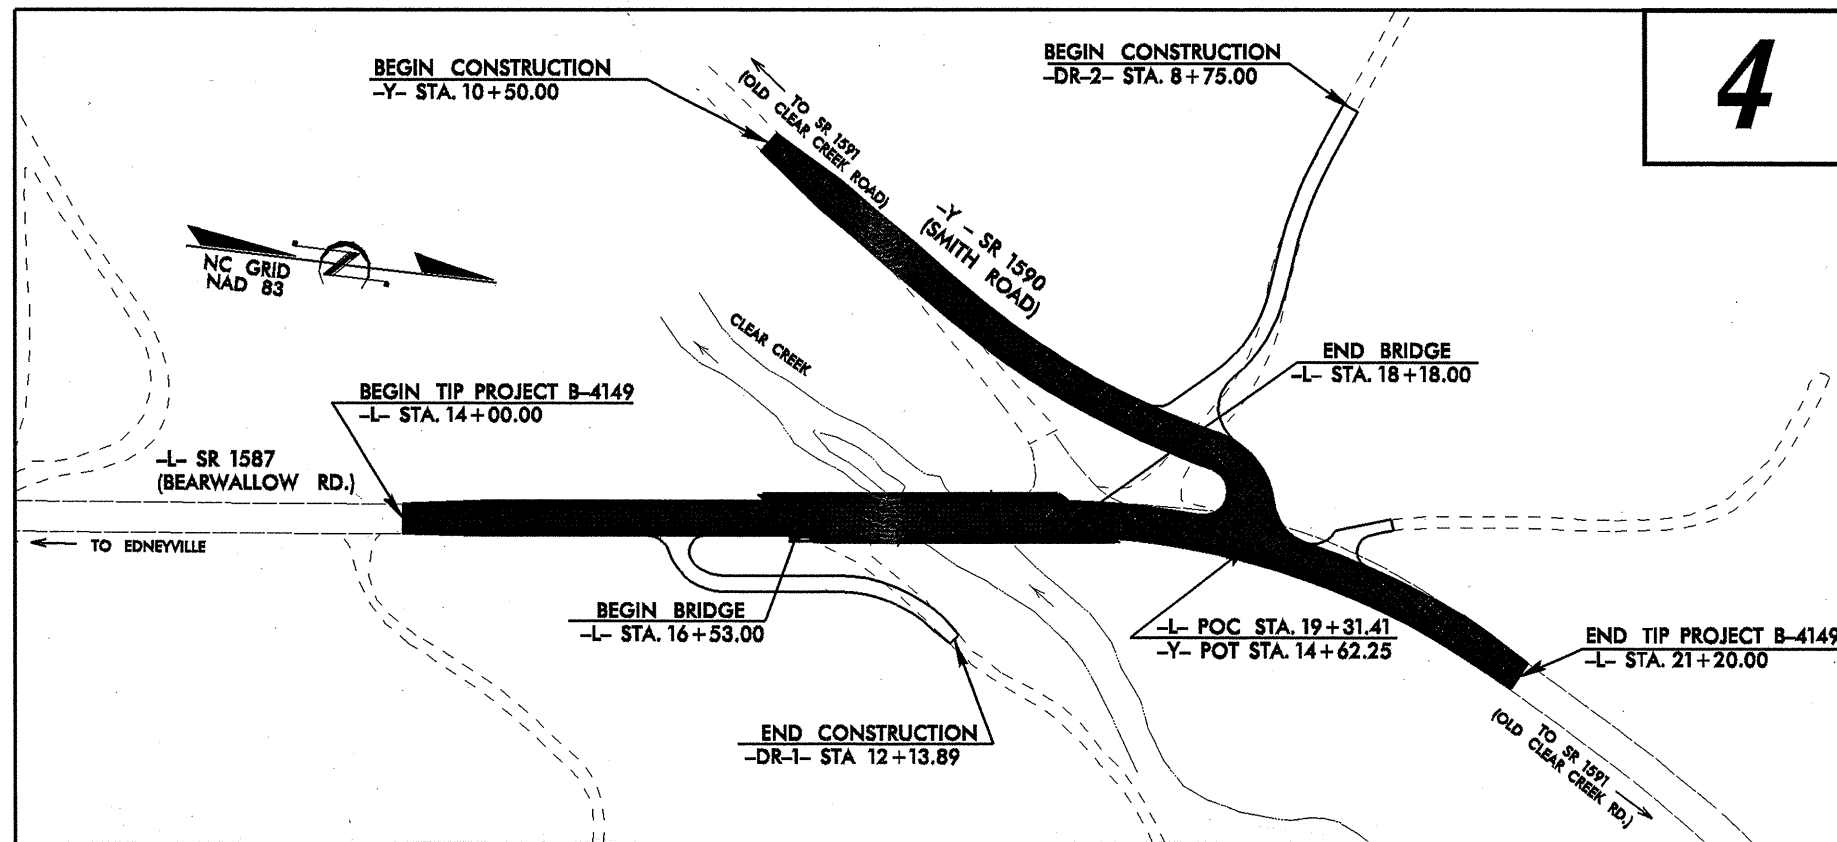 BEGIN CONSTRUCTION
-Y- STA. 10+50.00
BEGIN CONSTRUCTION
-DR-2- STA. 8+75.00
4
TO SR 1591
(OLD CLEAR CREEK ROAD)
-Y- SR 1590
(SMITH ROAD)
NC GRID
NAD 83
CLEAR CREEK
END BRIDGE
-L- STA. 18+18.00
BEGIN TIP PROJECT B-4149
-L- STA. 14+00.00
-L- SR 1587
(BEARWALLOW RD.)
TO EDNEYVILLE
BEGIN BRIDGE
-L- STA. 16+53.00
-L- POC STA. 19+31.41
-Y- POT STA. 14+62.25
END TIP PROJECT B-4149
-L- STA. 21+20.00
END CONSTRUCTION
-DR-1- STA 12+13.89
TO SR 1591
(OLD CLEAR CREEK RD.)